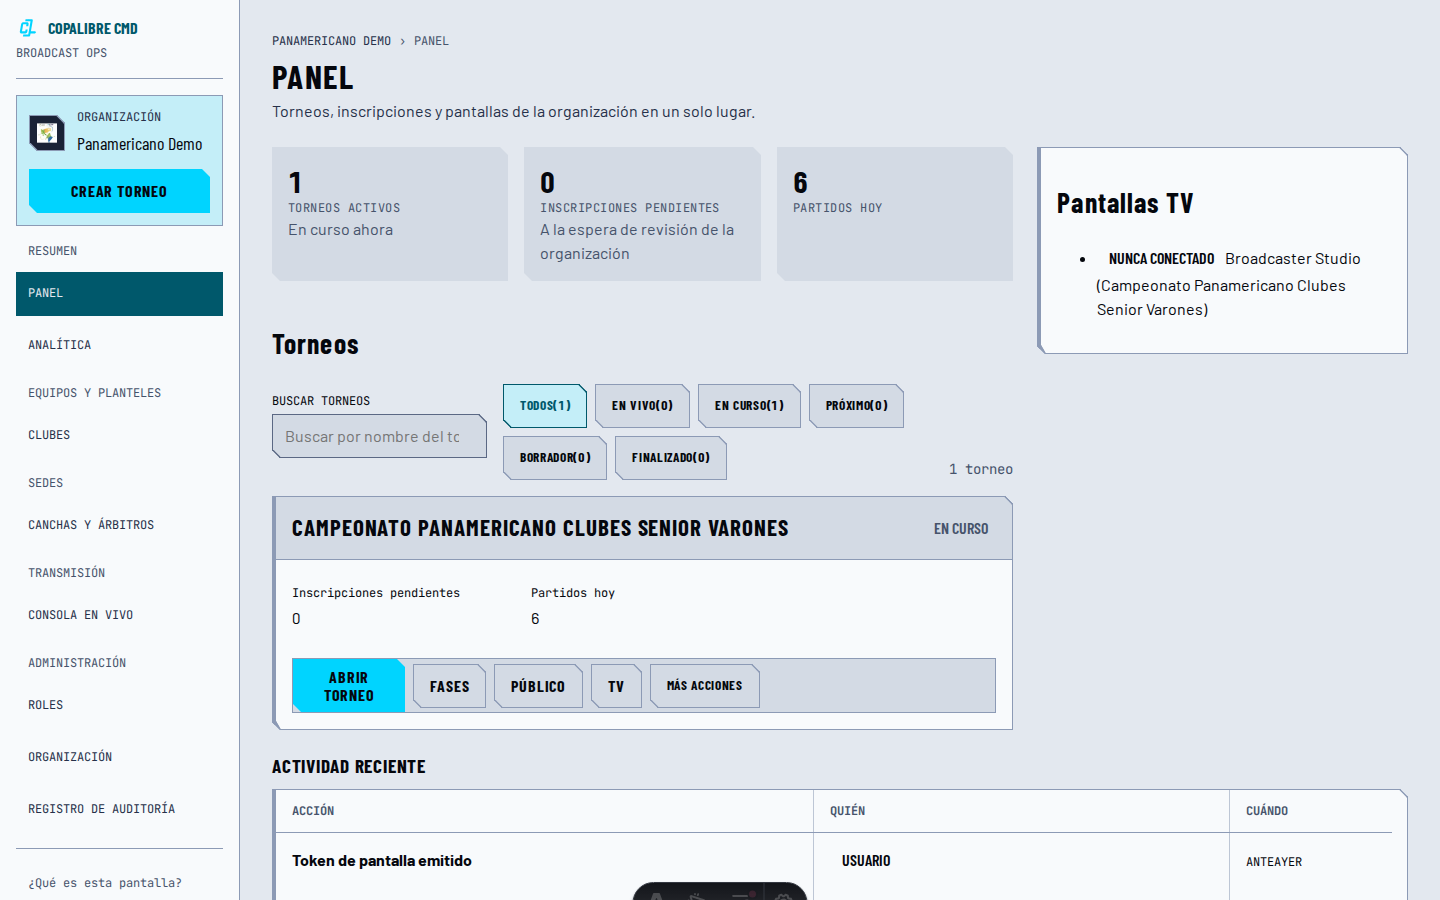 COPALIBRE CMD
BROADCAST OPS
ORGANIZACIÓN
Panamericano Demo
CREAR TORNEO
RESUMEN
PANEL
ANALÍTICA
EQUIPOS Y PLANTELES
CLUBES
SEDES
CANCHAS Y ÁRBITROS
TRANSMISIÓN
CONSOLA EN VIVO
ADMINISTRACIÓN
ROLES
ORGANIZACIÓN
REGISTRO DE AUDITORÍA
¿Qué es esta pantalla?
PANAMERICANO DEMO › PANEL
PANEL
Torneos, inscripciones y pantallas de la organización en un solo lugar.
1
TORNEOS ACTIVOS
En curso ahora
0
INSCRIPCIONES PENDIENTES
A la espera de revisión de la
organización
6
PARTIDOS HOY
Pantallas TV
• NUNCA CONECTADO Broadcaster Studio
(Campeonato Panamericano Clubes
Senior Varones)
Torneos
BUSCAR TORNEOS
Buscar por nombre del tc
TODOS(1) EN VIVO(0) EN CURSO(1) PRÓXIMO(0)
BORRADOR(0) FINALIZADO(0)
1 torneo
CAMPEONATO PANAMERICANO CLUBES SENIOR VARONES EN CURSO
Inscripciones pendientes Partidos hoy
0 6
ABRIR
TORNEO
FASES PÚBLICO TV MÁS ACCIONES
ACTIVIDAD RECIENTE
ACCIÓN QUIÉN CUÁNDO
Token de pantalla emitido USUARIO ANTEAYER